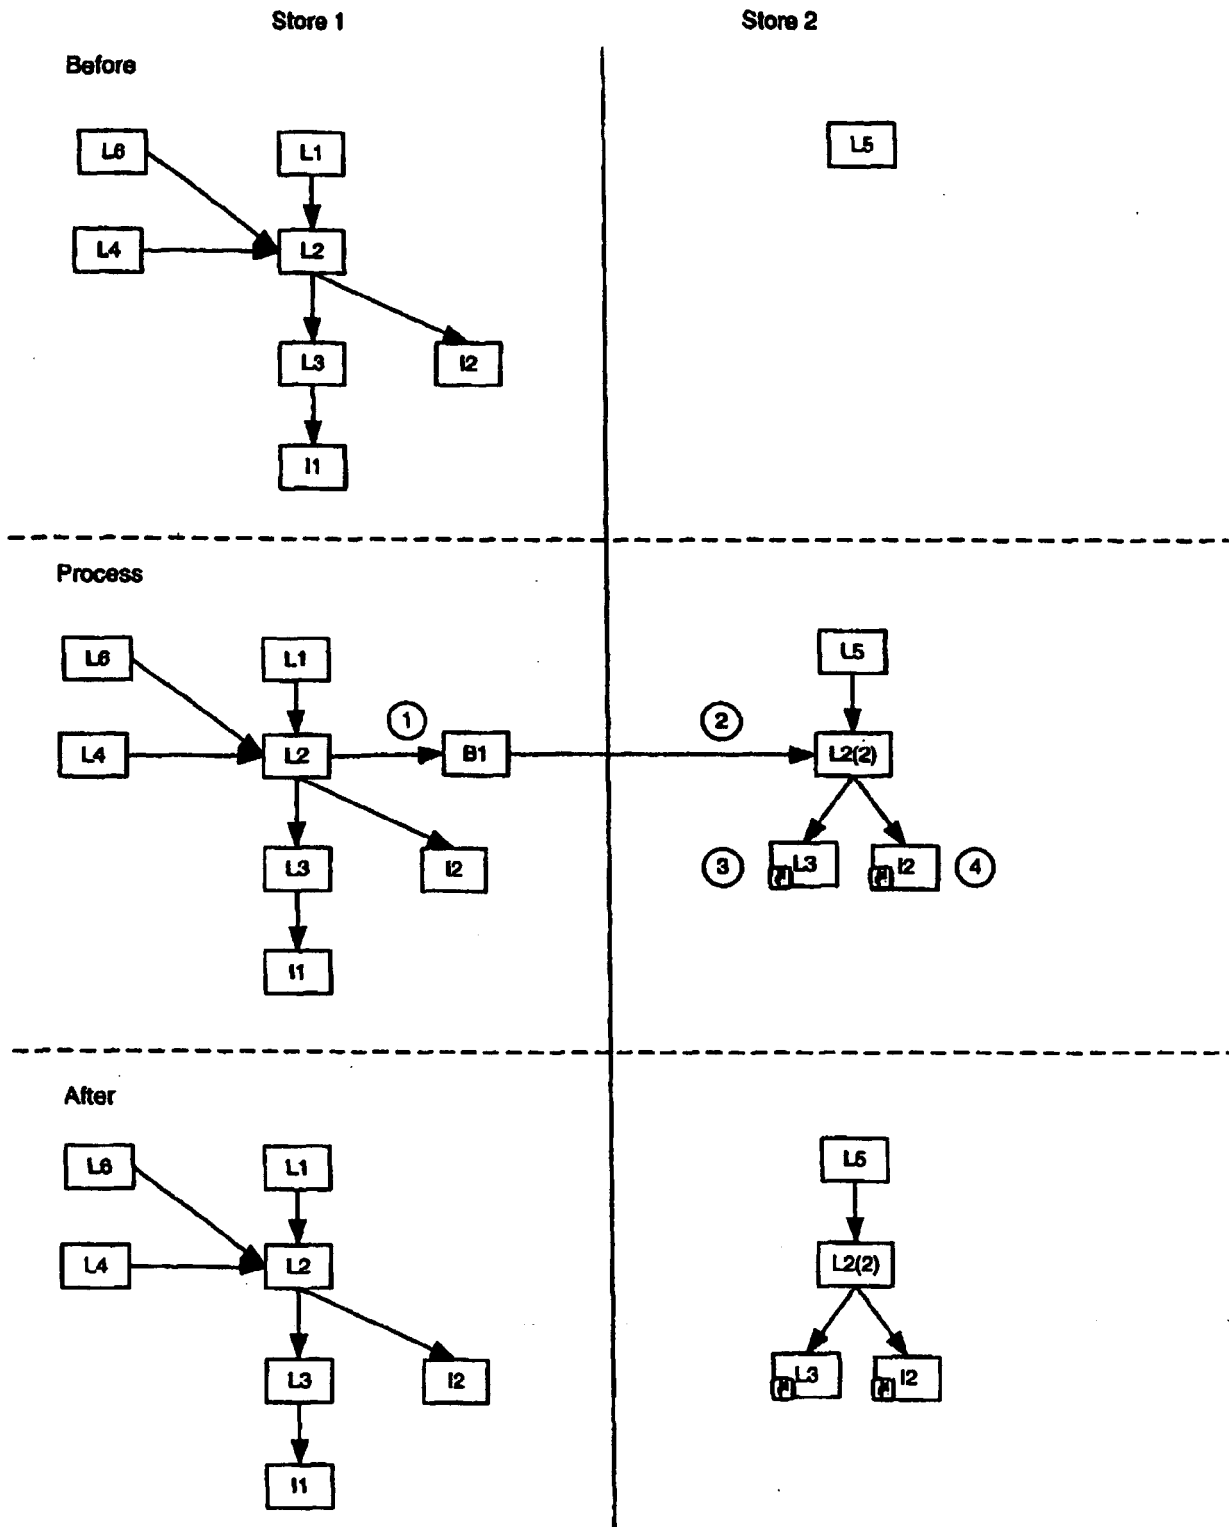 Store 1
Store 2
Before
L6
L1
L5
L4
L2
L3
I2
I1
Process
L6
L1
L5
1
2
L4
L2
B1
L2(2)
L3
I2
3
L3
I2
4
I1
After
L6
L1
L5
L4
L2
L2(2)
L3
I2
L3
I2
I1